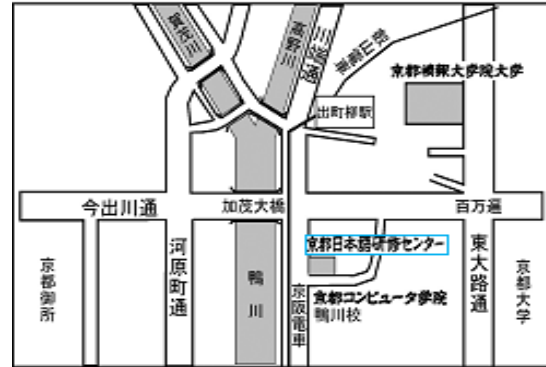 賀茂川
高野川
川端通
叡山電車
京都情報大学院大学
出町柳駅
今出川通
加茂大橋
百万遍
京都日本語研修センター
河原町通
鴨川
京阪電車
京都コンピュータ学院
鴨川校
東大路通
京都御所
京都大学